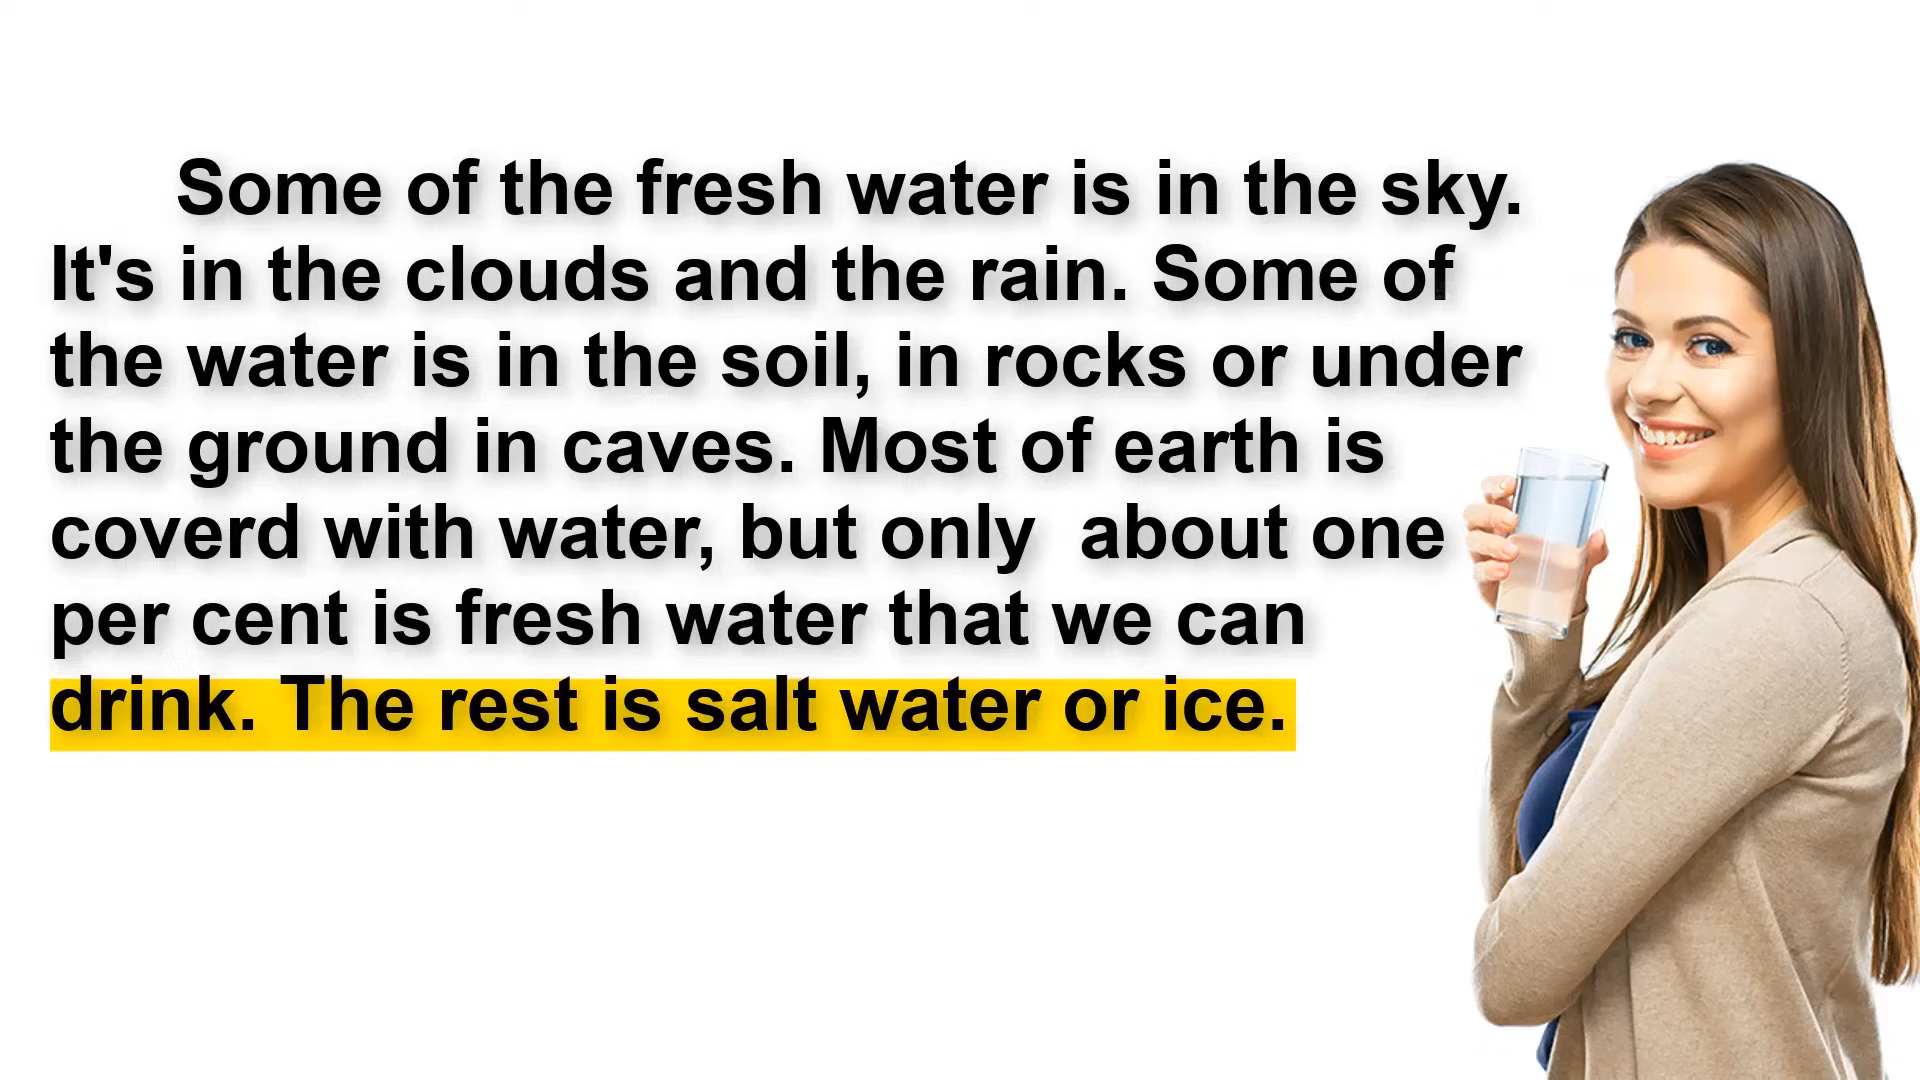 Some of the fresh water is in the sky.
It's in the clouds and the rain. Some of
the water is in the soil, in rocks or under
the ground in caves. Most of earth is
coverd with water, but only  about one
per cent is fresh water that we can
drink. The rest is salt water or ice.